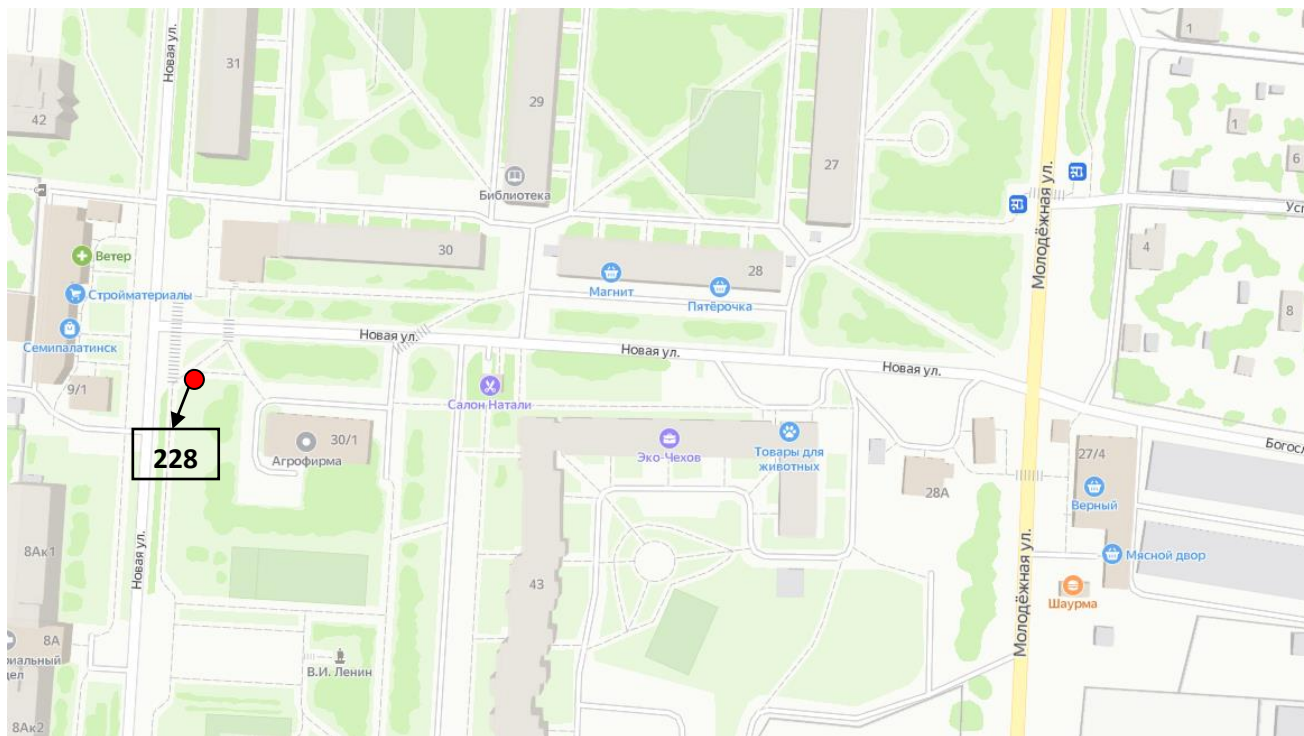 1
Новая ул.
31
29
42
1
Библиотека
27
6
Молодёжная ул.
Усп
Ветер
30
28
4
Стройматериалы
Магнит
Пятёрочка
8
Семипалатинск
Новая ул.
Новая ул.
Новая ул.
9/1
Салон Натали
228
30/1
Агрофирма
Эко-Чехов
Товары для
животных
Богосл
27/4
28А
Верный
8Ак1
Новая ул.
43
Молодёжная ул.
Мясной двор
Шаурма
8А
риальный
дел
В.И. Ленин
8Ак2